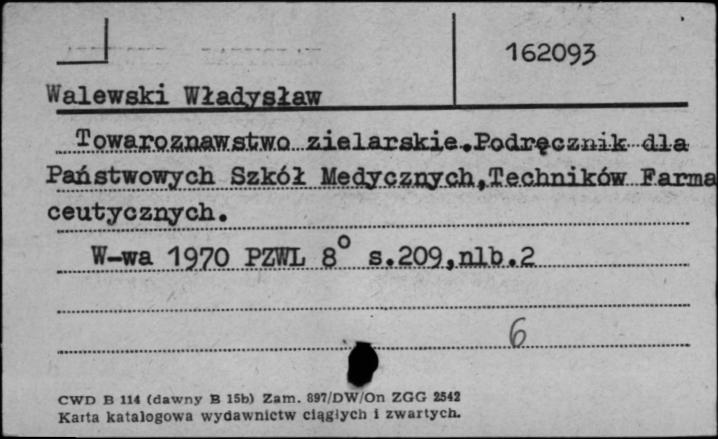 162093
Walewski Władysław
Towaroznawstwo zielarskie.Podręcznik dla
Państwowych Szkół Medycznych,Techników Farma
ceutycznych.
W-wa 1970 PZWL 8° s.209,nlb.2
6
CWD B 114 (dawny B 15b) Zam. 897/DW/On ZGG 2542
Karta katalogowa wydawnictw ciągłych i zwartych.